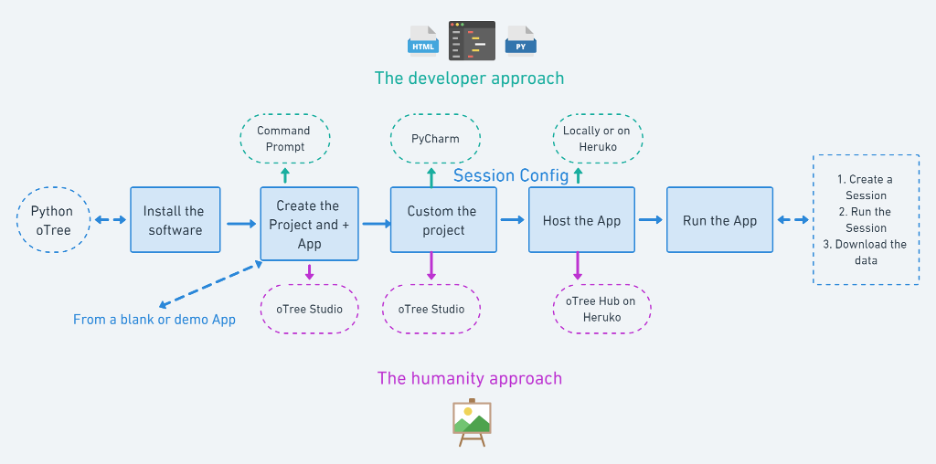 HTML
PY
The developer approach
Command
Prompt
PyCharm
Locally or on
Heruko
Session Config
Python
oTree
Install the
software
Create the
Project and +
App
Custom the
project
Host the App
Run the App
1. Create a
Session
2. Run the
Session
3. Download the
data
From a blank or demo App
oTree Studio
oTree Studio
oTree Hub on
Heruko
The humanity approach